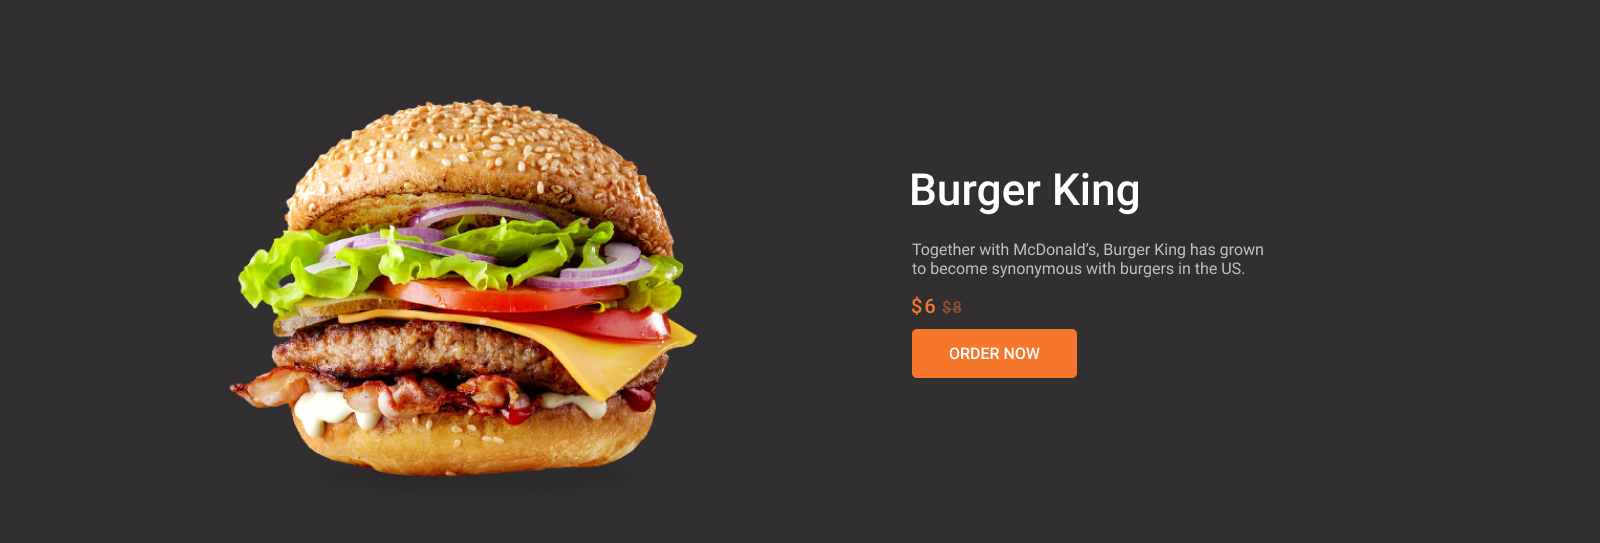 Burger King
Together with McDonald’s, Burger King has grown
to become synonymous with burgers in the US.
$6 $8
ORDER NOW